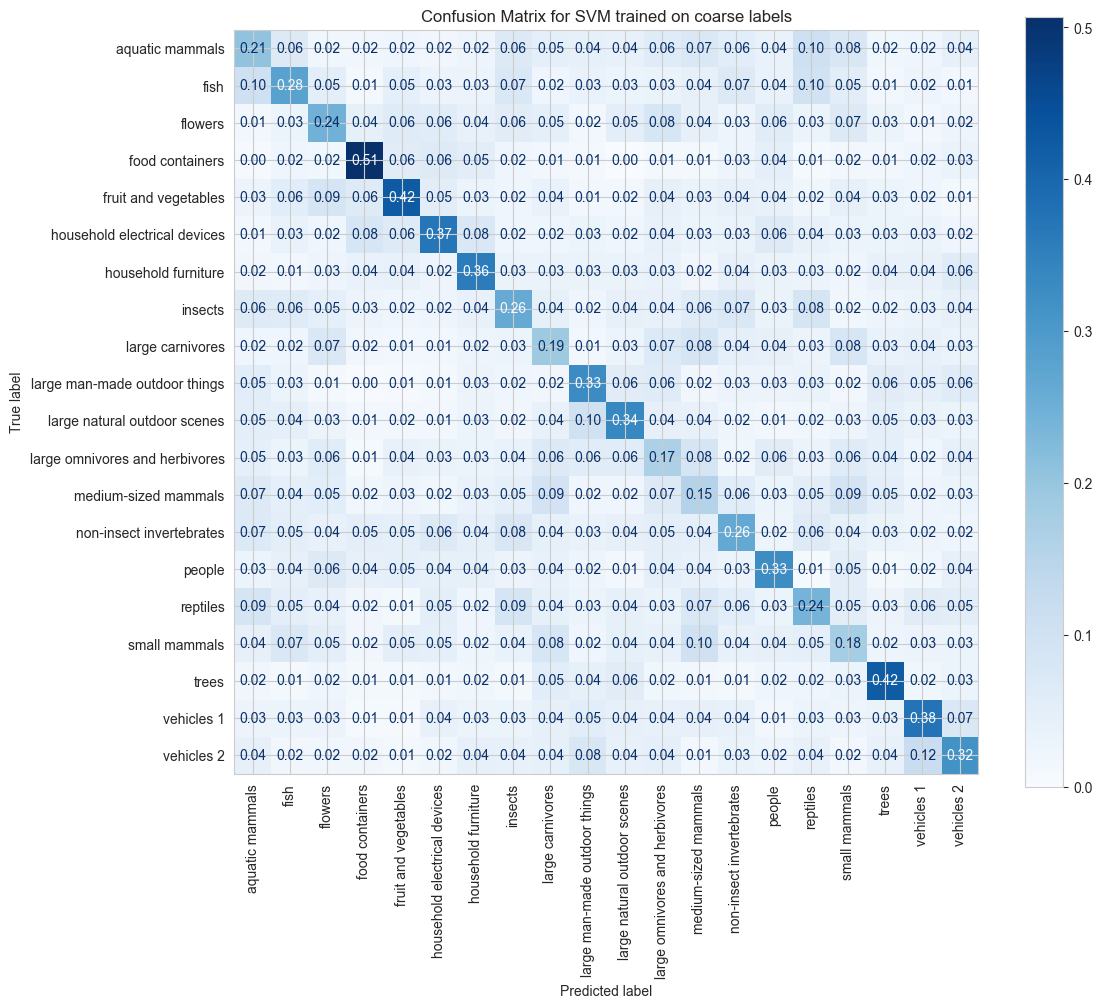 Confusion Matrix for SVM trained on coarse labels
aquatic mammals 0.21 0.06 0.02 0.02 0.02 0.02 0.02 0.06 0.05 0.04 0.04 0.06 0.07 0.06 0.04 0.10 0.08 0.02 0.02 0.04
fish 0.10 0.28 0.05 0.01 0.05 0.03 0.03 0.07 0.02 0.03 0.03 0.03 0.04 0.07 0.04 0.10 0.05 0.01 0.02 0.01
flowers 0.01 0.03 0.24 0.04 0.06 0.06 0.04 0.06 0.05 0.02 0.05 0.08 0.04 0.03 0.06 0.03 0.07 0.03 0.01 0.02
food containers 0.00 0.02 0.02 0.51 0.06 0.06 0.05 0.02 0.01 0.01 0.00 0.01 0.01 0.03 0.04 0.01 0.02 0.01 0.02 0.03
fruit and vegetables 0.03 0.06 0.09 0.06 0.42 0.05 0.03 0.02 0.04 0.01 0.02 0.04 0.03 0.04 0.04 0.02 0.04 0.03 0.02 0.01
household electrical devices 0.01 0.03 0.02 0.08 0.06 0.37 0.08 0.02 0.02 0.03 0.02 0.04 0.03 0.03 0.06 0.04 0.03 0.03 0.03 0.02
household furniture 0.02 0.01 0.03 0.04 0.04 0.02 0.36 0.03 0.03 0.03 0.03 0.03 0.02 0.04 0.03 0.03 0.02 0.04 0.04 0.06
insects 0.06 0.06 0.05 0.03 0.02 0.02 0.04 0.26 0.04 0.02 0.04 0.04 0.06 0.07 0.03 0.08 0.02 0.02 0.03 0.04
large carnivores 0.02 0.02 0.07 0.02 0.01 0.01 0.02 0.03 0.19 0.01 0.03 0.07 0.08 0.04 0.04 0.03 0.08 0.03 0.04 0.03
large man-made outdoor things 0.05 0.03 0.01 0.00 0.01 0.01 0.03 0.02 0.02 0.33 0.06 0.06 0.02 0.03 0.03 0.03 0.02 0.06 0.05 0.06
large natural outdoor scenes 0.05 0.04 0.03 0.01 0.02 0.01 0.03 0.02 0.04 0.10 0.34 0.04 0.04 0.02 0.01 0.02 0.03 0.05 0.03 0.03
large omnivores and herbivores 0.05 0.03 0.06 0.01 0.04 0.03 0.03 0.04 0.06 0.06 0.06 0.17 0.08 0.02 0.06 0.03 0.06 0.04 0.02 0.04
medium-sized mammals 0.07 0.04 0.05 0.02 0.03 0.02 0.03 0.05 0.09 0.02 0.02 0.07 0.15 0.06 0.03 0.05 0.09 0.05 0.02 0.03
non-insect invertebrates 0.07 0.05 0.04 0.05 0.05 0.06 0.04 0.08 0.04 0.03 0.04 0.05 0.04 0.26 0.02 0.06 0.04 0.03 0.02 0.02
people 0.03 0.04 0.06 0.04 0.05 0.04 0.04 0.03 0.04 0.02 0.01 0.04 0.04 0.03 0.33 0.01 0.05 0.01 0.02 0.04
reptiles 0.09 0.05 0.04 0.02 0.01 0.05 0.02 0.09 0.04 0.03 0.04 0.03 0.07 0.06 0.03 0.24 0.05 0.03 0.06 0.05
small mammals 0.04 0.07 0.05 0.02 0.05 0.05 0.02 0.04 0.08 0.02 0.04 0.04 0.10 0.04 0.04 0.05 0.18 0.02 0.03 0.03
trees 0.02 0.01 0.02 0.01 0.01 0.01 0.02 0.01 0.05 0.04 0.06 0.02 0.01 0.01 0.02 0.02 0.03 0.42 0.02 0.03
vehicles 1 0.03 0.03 0.03 0.01 0.01 0.04 0.03 0.03 0.04 0.05 0.04 0.04 0.04 0.04 0.01 0.03 0.03 0.03 0.38 0.07
vehicles 2 0.04 0.02 0.02 0.02 0.01 0.02 0.04 0.04 0.04 0.08 0.04 0.04 0.01 0.03 0.02 0.04 0.02 0.04 0.12 0.32
True label
aquatic mammals
fish
flowers
food containers
fruit and vegetables
household electrical devices
household furniture
insects
large carnivores
large man-made outdoor things
large natural outdoor scenes
large omnivores and herbivores
medium-sized mammals
non-insect invertebrates
people
reptiles
small mammals
trees
vehicles 1
vehicles 2
Predicted label
0.5
0.4
0.3
0.2
0.1
0.0